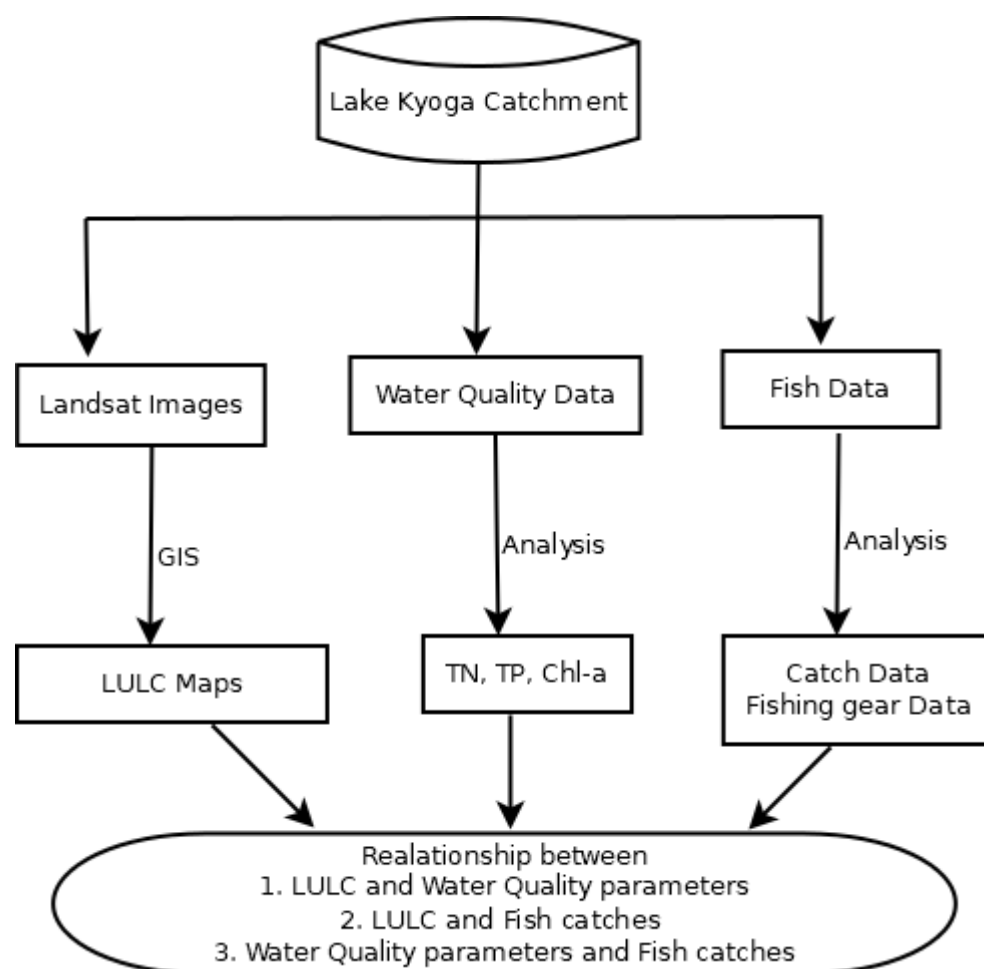 Lake Kyoga Catchment
Landsat Images
Water Quality Data
Fish Data
GIS
Analysis
Analysis
LULC Maps
TN, TP, Chl-a
Catch Data
Fishing gear Data
Realationship between
1. LULC and Water Quality parameters
2. LULC and Fish catches
3. Water Quality parameters and Fish catches